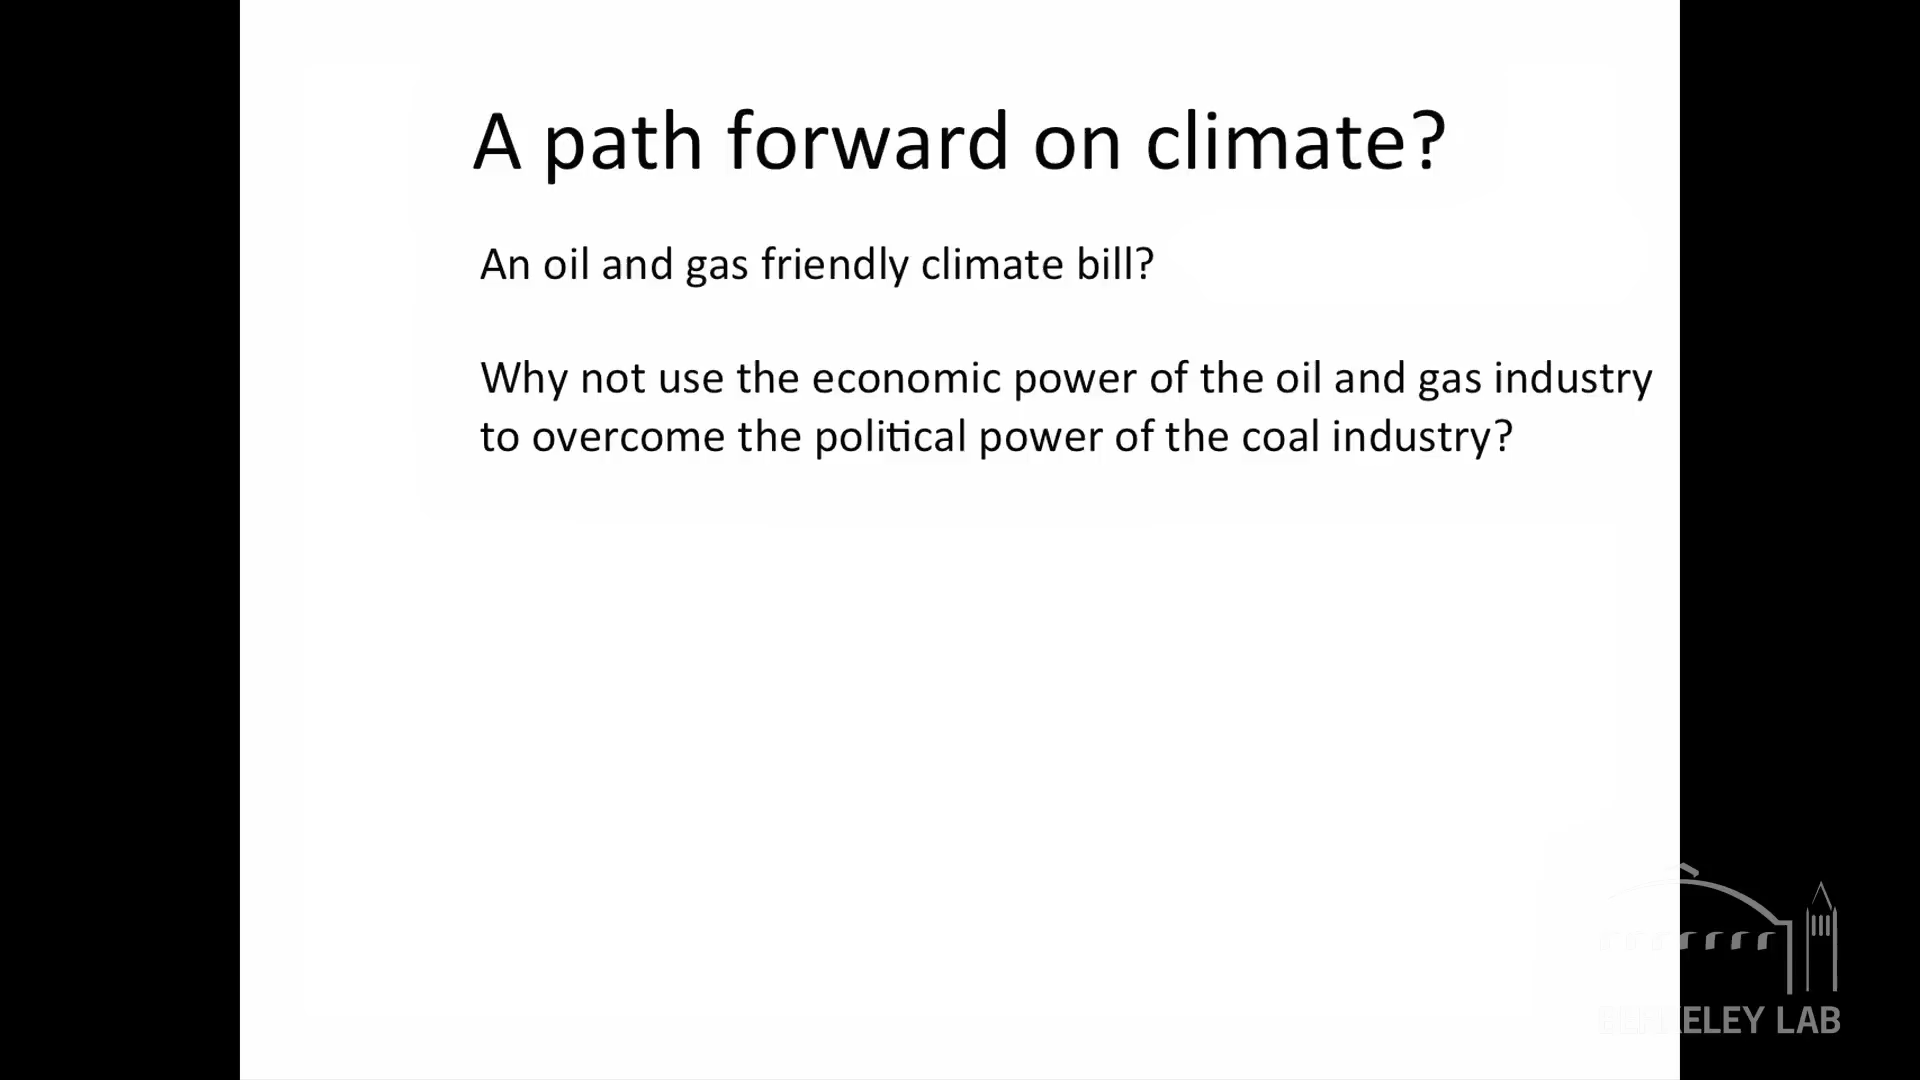 A path forward on climate?
An oil and gas friendly climate bill?
Why not use the economic power of the oil and gas industry
to overcome the political power of the coal industry?
BERKELEY LAB